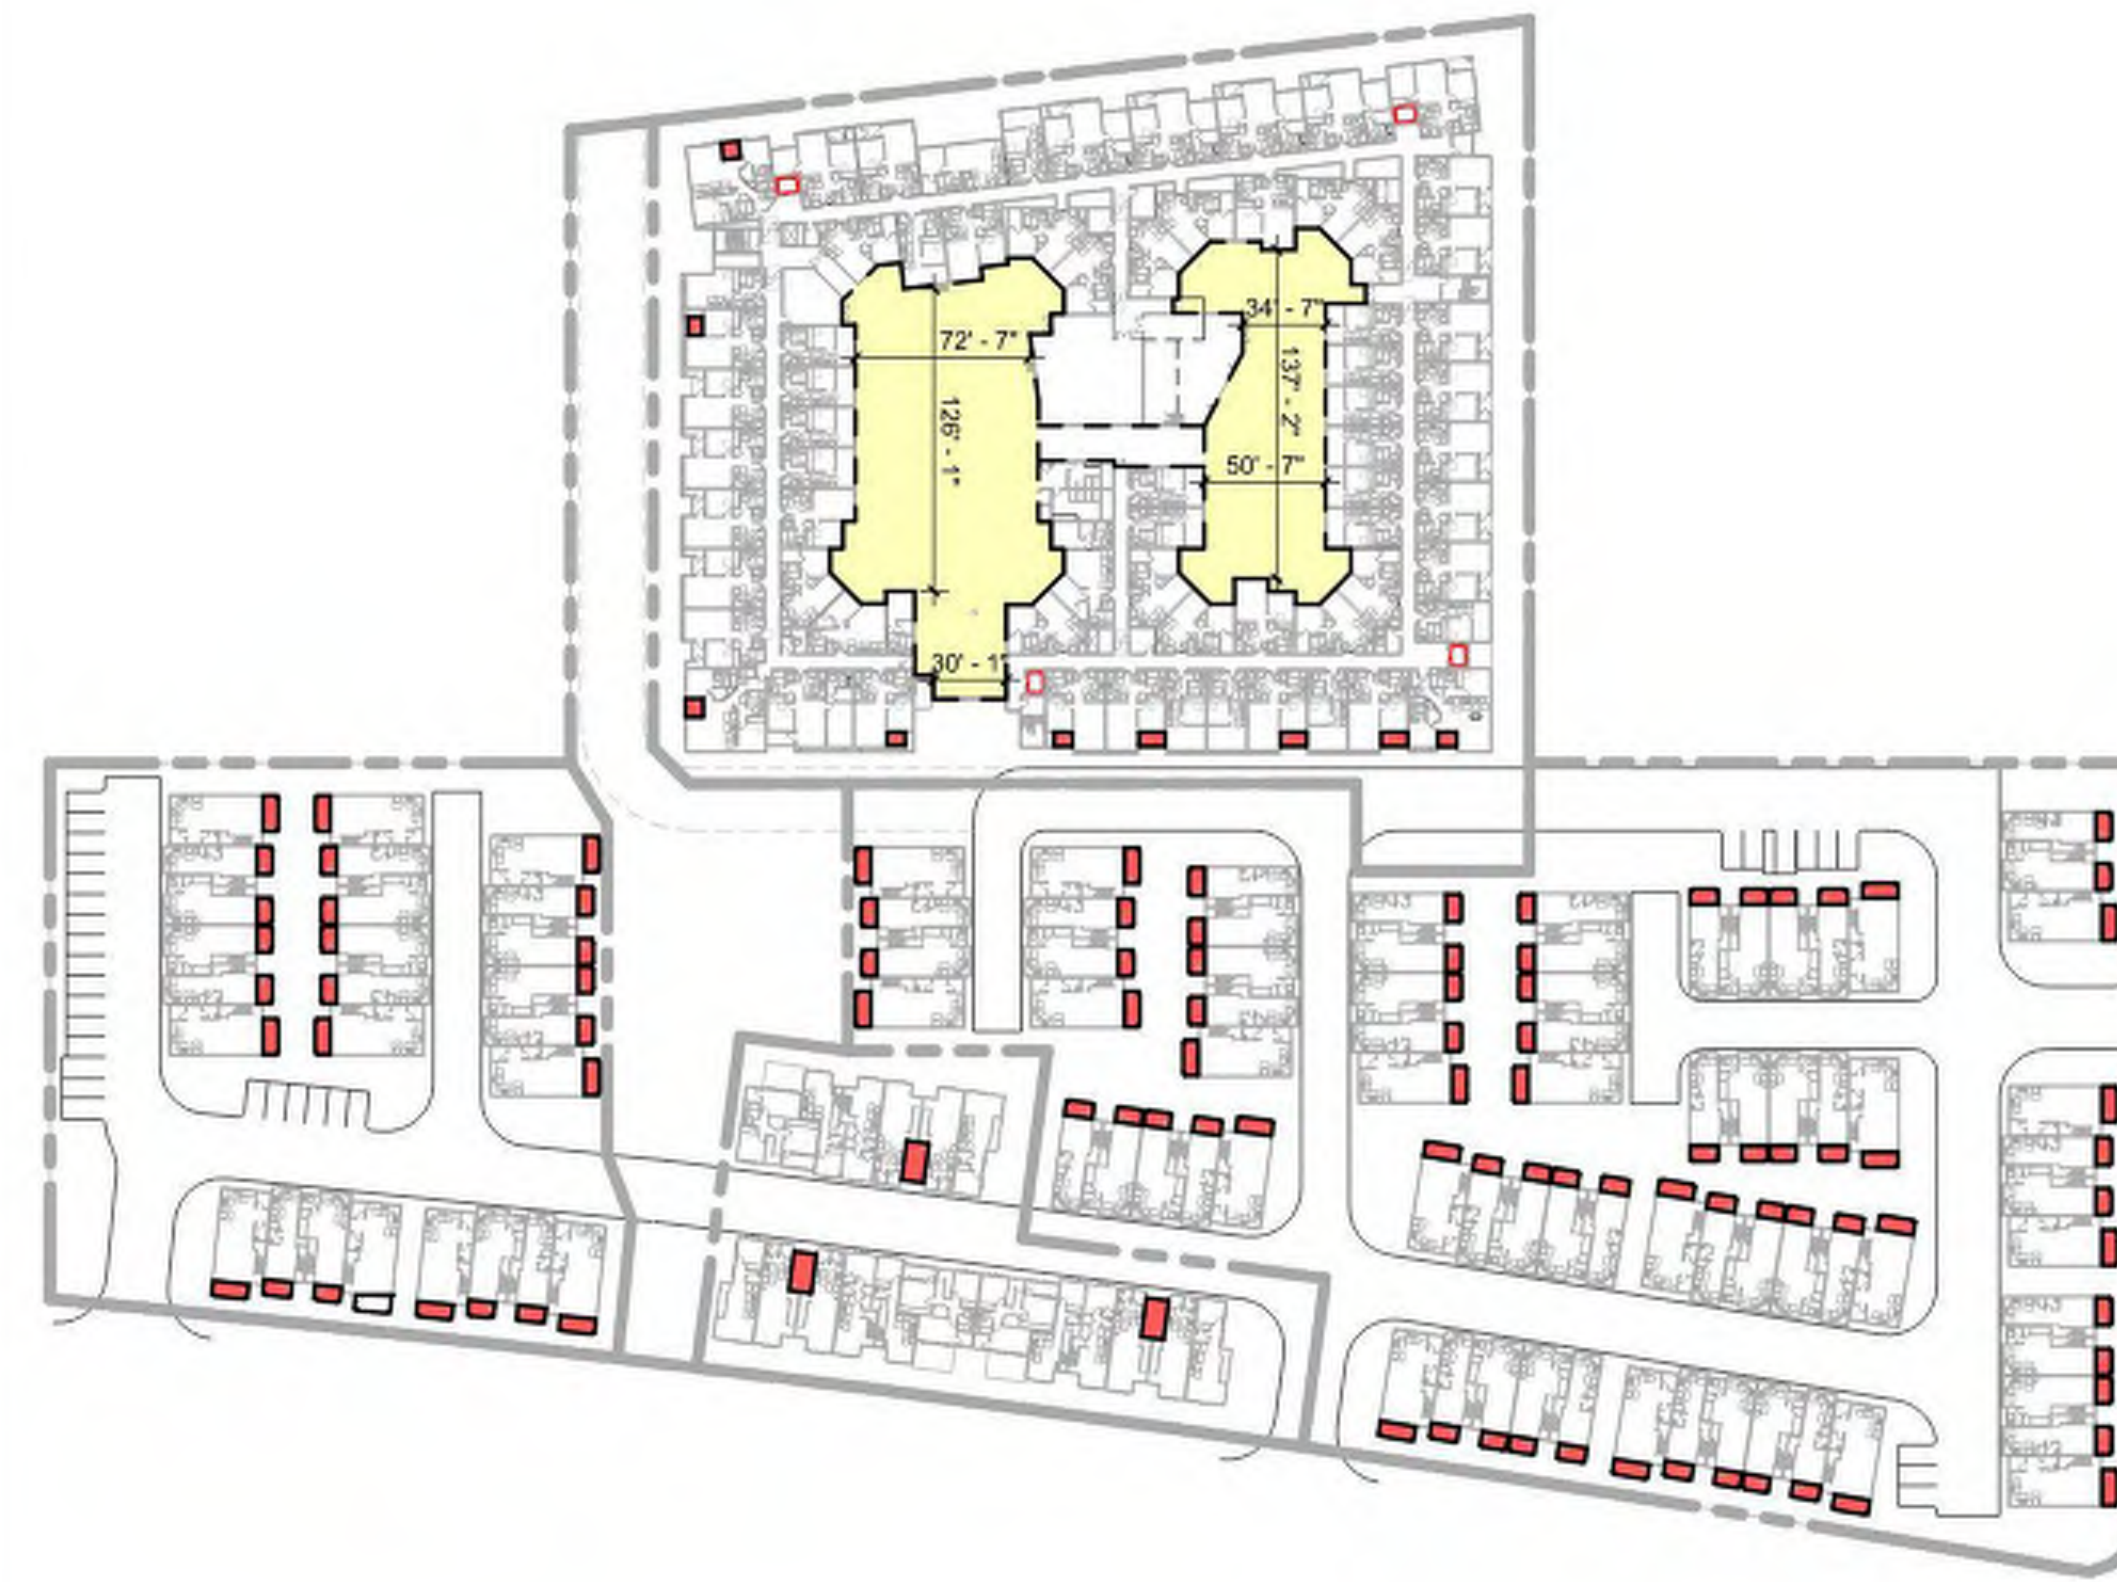 34' - 7"
72' - 7"
137' - 2"
126' - 1"
50' - 7"
30' - 1"